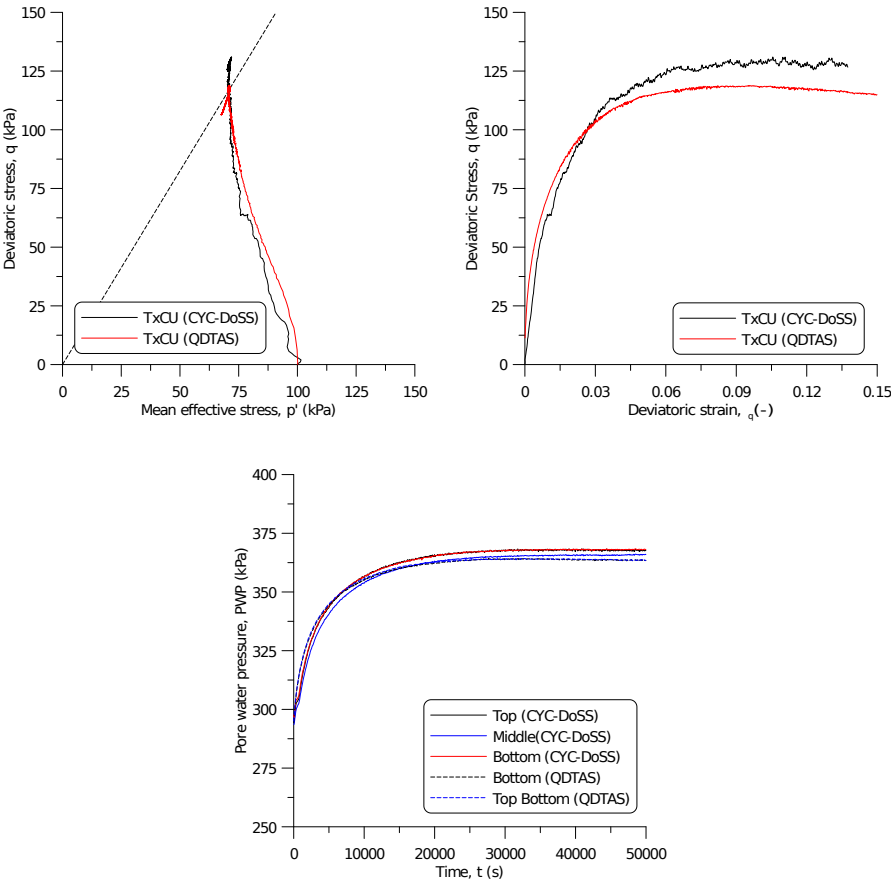 150
125
100
75
50
25
0
Deviatoric stress, q (kPa)
TxCU (CYC-DoSS)
TxCU (QDTAS)
0 25 50 75 100 125 150
Mean effective stress, p' (kPa)
150
125
100
75
50
25
0
Deviatoric Stress, q (kPa)
TxCU (CYC-DoSS)
TxCU (QDTAS)
0 0.03 0.06 0.09 0.12 0.15
Deviatoric strain, q(-)
400
375
350
325
300
275
250
Pore water pressure, PWP (kPa)
Top (CYC-DoSS)
Middle(CYC-DoSS)
Bottom (CYC-DoSS)
Bottom (QDTAS)
Top Bottom (QDTAS)
0 10000 20000 30000 40000 50000
Time, t (s)